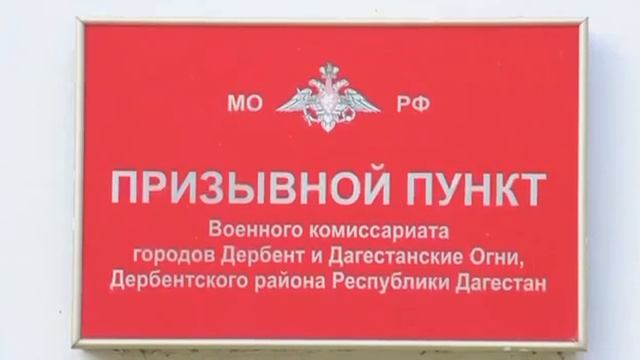 МО РФ
ПРИЗЫВНОЙ ПУНКТ
Военного комиссариата
городов Дербент и Дагестанские Огни,
Дербентского района Республики Дагестан